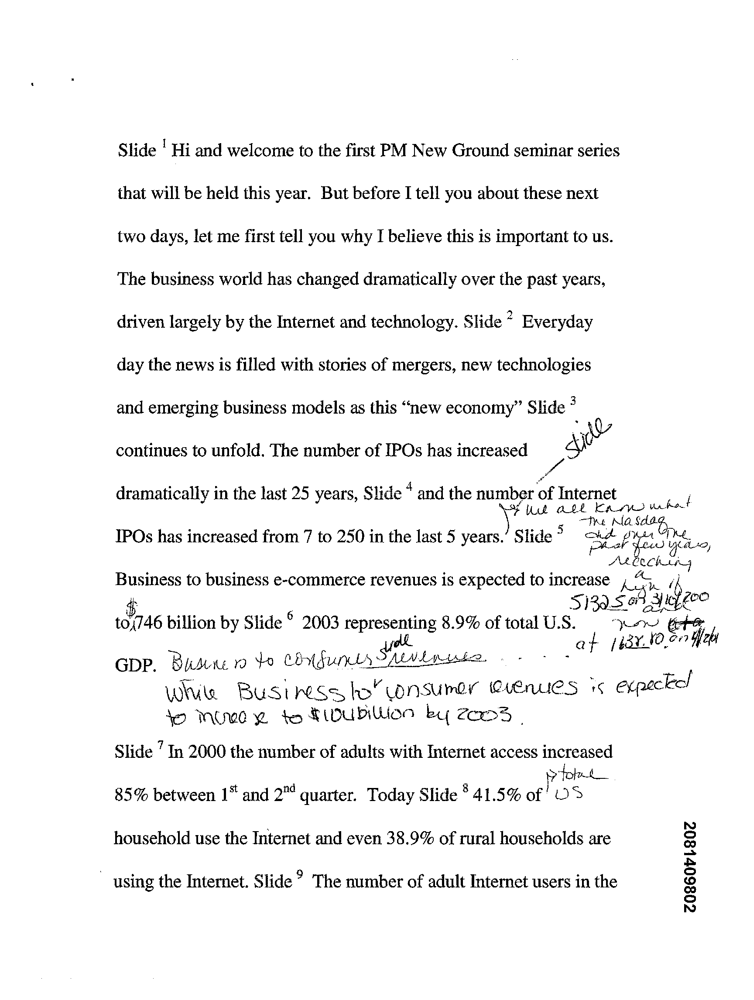 Slide 1 Hi and welcome to the first PM New Ground seminar series
that will be held this year. But before I tell you about these next
two days, let me first tell you why I believe this is important to us.
The business world has changed dramatically over the past years,
driven largely by the Internet and technology. Slide 2 Everyday
day the news is filled with stories of mergers, new technologies
and emerging business models as this “new economy” Slide 3
continues to unfold. The number of IPOs has increased
slide
dramatically in the last 25 years, Slide 4 and the number of Internet
we all know what
the Nasdaq
IPOs has increased from 7 to 250 in the last 5 years. Slide 5
did over the
past few years,
reaching
Business to business e-commerce revenues is expected to increase
a
high of
5132.5 on 3/10/200
$
to 746 billion by Slide 6 2003 representing 8.9% of total U.S.
now
at 1638.80 on 4/2/01
slide
GDP. Business to consumer revenues . . . .
While Business to consumer revenues is expected
to increase to $108 billion by 2003.
Slide 7 In 2000 the number of adults with Internet access increased
total
85% between 1st and 2nd quarter. Today Slide 8 41.5% of US
household use the Internet and even 38.9% of rural households are
using the Internet. Slide 9 The number of adult Internet users in the
2081409802